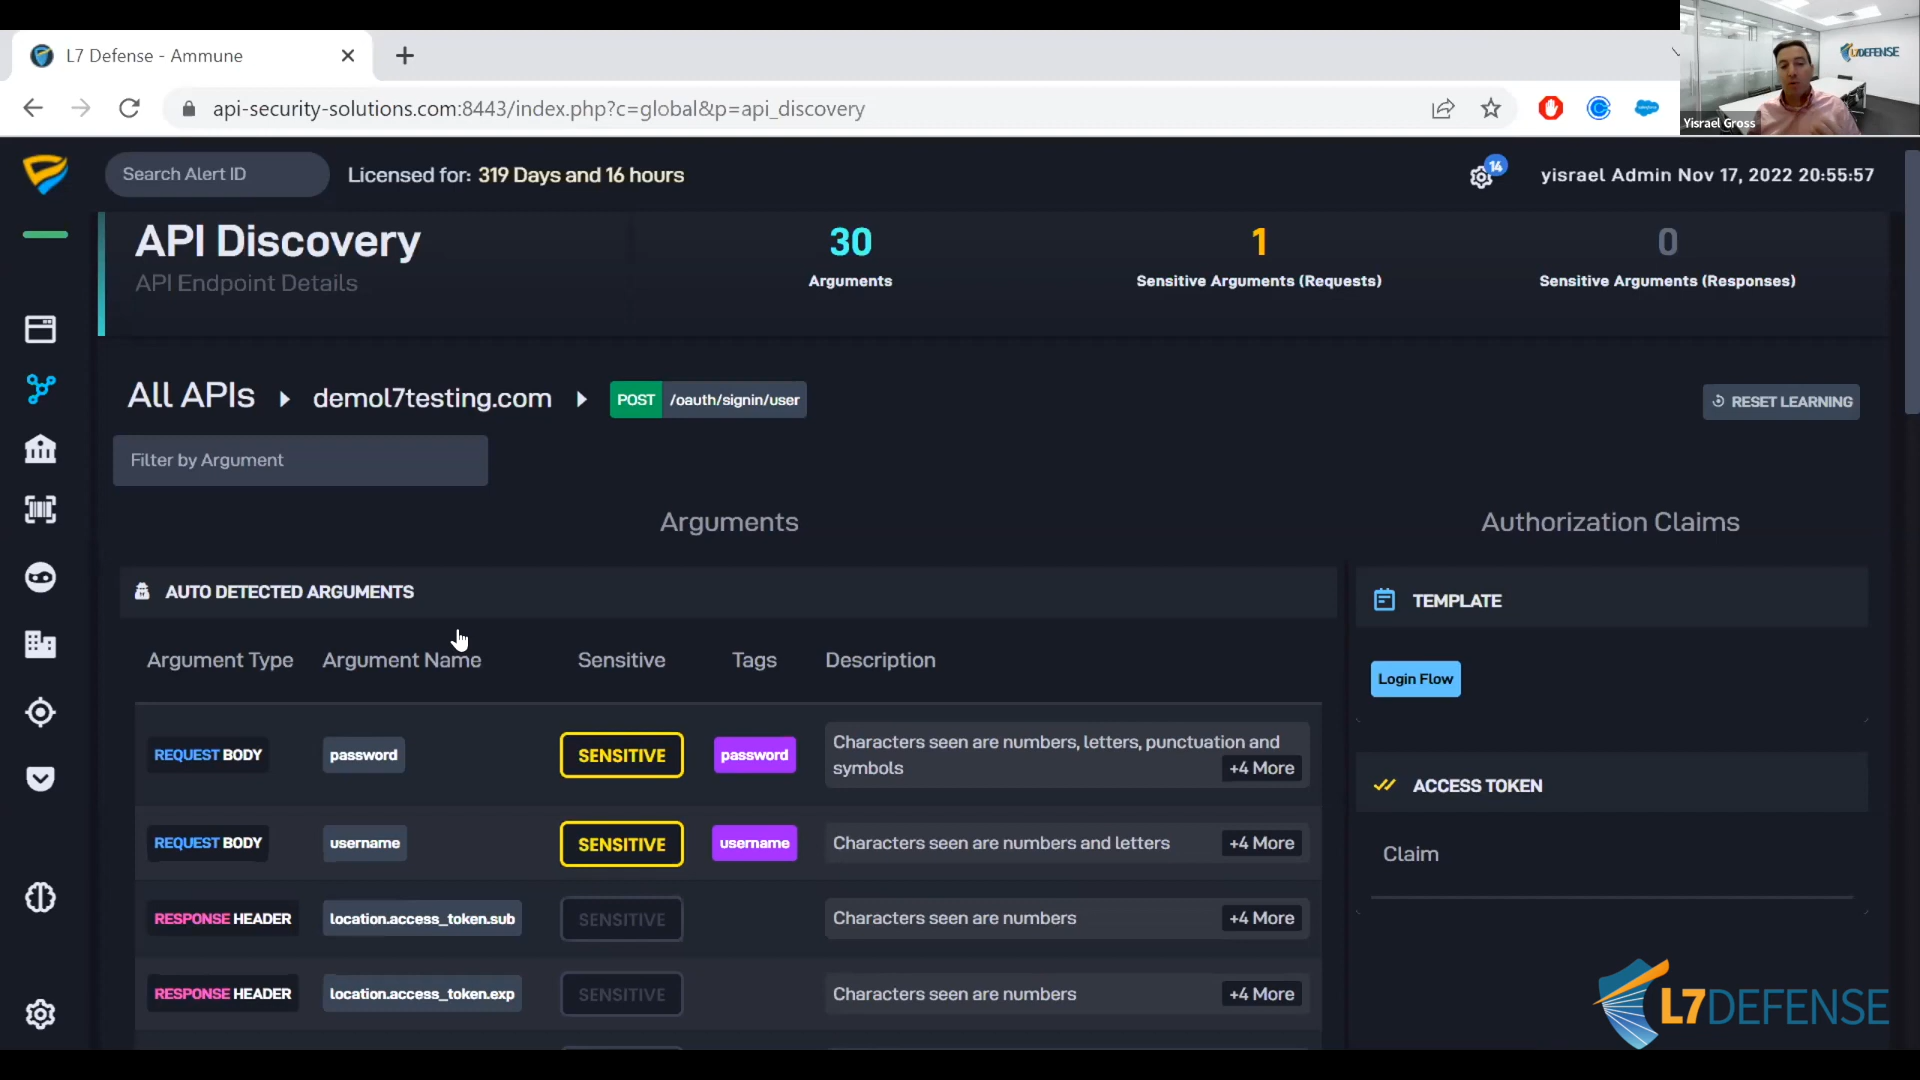 L7 Defense - Ammune
L7DEFENSE
Yisrael Gross
api-security-solutions.com:8443/index.php?c=global&p=api_discovery
Search Alert ID
Licensed for: 319 Days and 16 hours
14
yisrael Admin Nov 17, 2022 20:55:57
API Discovery
API Endpoint Details
30
Arguments
1
Sensitive Arguments (Requests)
0
Sensitive Arguments (Responses)
All APIs
demol7testing.com
POST /oauth/signin/user
RESET LEARNING
Filter by Argument
Arguments
Authorization Claims
AUTO DETECTED ARGUMENTS
TEMPLATE
Argument Type Argument Name Sensitive Tags Description
Login Flow
REQUEST BODY password SENSITIVE password Characters seen are numbers, letters, punctuation and
symbols +4 More
ACCESS TOKEN
REQUEST BODY username SENSITIVE username Characters seen are numbers and letters +4 More
Claim
RESPONSE HEADER location.access_token.sub SENSITIVE Characters seen are numbers +4 More
RESPONSE HEADER location.access_token.exp SENSITIVE Characters seen are numbers +4 More
L7DEFENSE